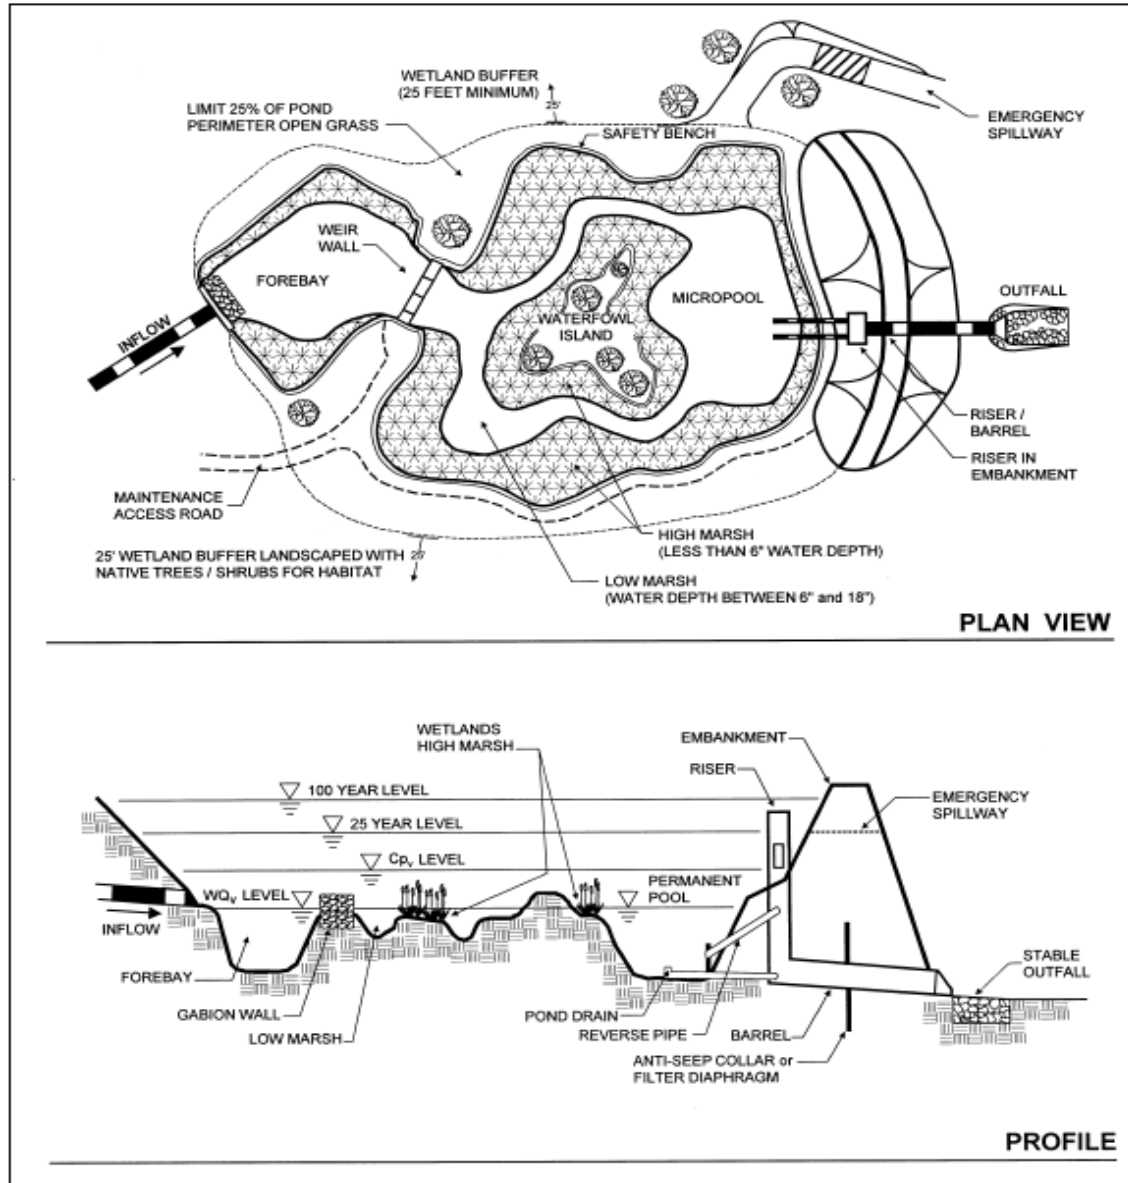 WETLAND BUFFER
(25 FEET MINIMUM)
25'
LIMIT 25% OF POND
PERIMETER OPEN GRASS
SAFETY BENCH
EMERGENCY
SPILLWAY
WEIR
WALL
FOREBAY
MICROPOOL
OUTFALL
WATERFOWL
ISLAND
INFLOW
RISER /
BARREL
RISER IN
EMBANKMENT
MAINTENANCE
ACCESS ROAD
HIGH MARSH
(LESS THAN 6" WATER DEPTH)
25' WETLAND BUFFER LANDSCAPED WITH
NATIVE TREES / SHRUBS FOR HABITAT
25'
LOW MARSH
(WATER DEPTH BETWEEN 6" and 18")
PLAN VIEW
WETLANDS
HIGH MARSH
EMBANKMENT
RISER
100 YEAR LEVEL
EMERGENCY
SPILLWAY
25 YEAR LEVEL
Cpv LEVEL
WQv LEVEL
PERMANENT
POOL
INFLOW
FOREBAY
STABLE
OUTFALL
GABION WALL
POND DRAIN
LOW MARSH
REVERSE PIPE
BARREL
ANTI-SEEP COLLAR or
FILTER DIAPHRAGM
PROFILE